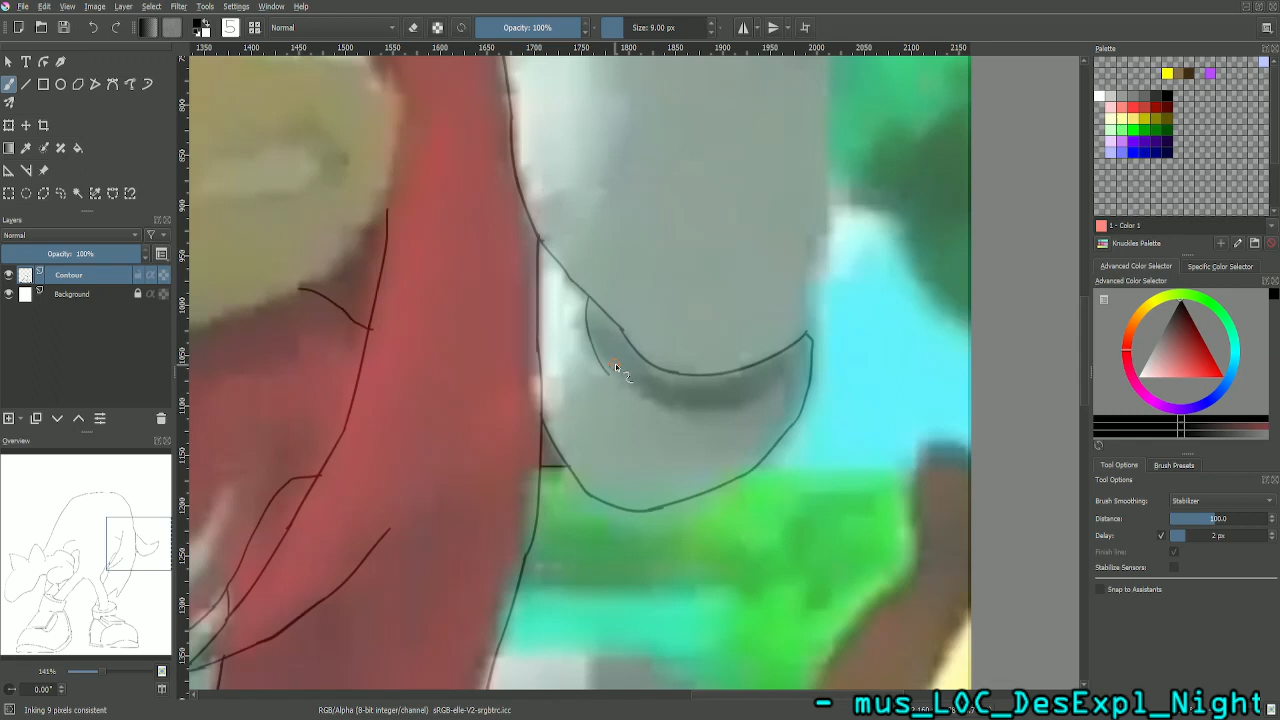 File Edit View Image Layer Select Filter Tools Settings Window Help
Normal Opacity: 100% Size: 9.00 px
1350 1400 1450 1500 1550 1600 1650 1700 1750 1800 1850 1900 1950 2000 2050 2100 2150
Palette
Layers
Normal
Opacity: 100%
Contour
Background
1 - Color 1
Knuckles Palette
Advanced Color Selector Specific Color Selector
Advanced Color Selector
Overview
Tool Options Brush Presets
Tool Options
Brush Smoothing: Stabilizer
Distance: 100.0
Delay: 2 px
Finish line:
Stabilize Sensors:
Snap to Assistants
141%
0.00°
Inking 9 pixels consistent RGB/Alpha (8-bit integer/channel) sRGB-elle-V2-srgbtrc.icc
- mus_LOC_DesExpl_Night